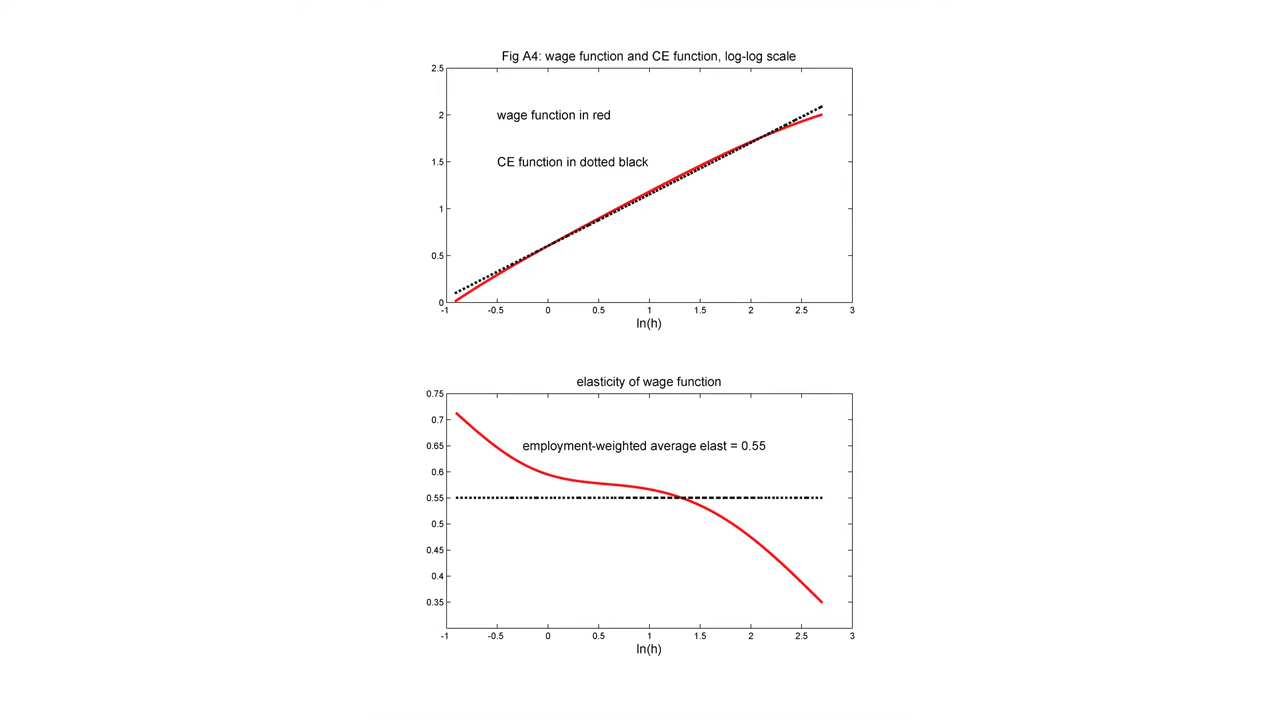 Fig A4: wage function and CE function, log-log scale
2.5
wage function in red
2
CE function in dotted black
1.5
1
0.5
0
-1 -0.5 0 0.5 1 1.5 2 2.5 3
ln(h)
elasticity of wage function
0.75
0.7
employment-weighted average elast = 0.55
0.65
0.6
0.55
0.5
0.45
0.4
0.35
-1 -0.5 0 0.5 1 1.5 2 2.5 3
ln(h)